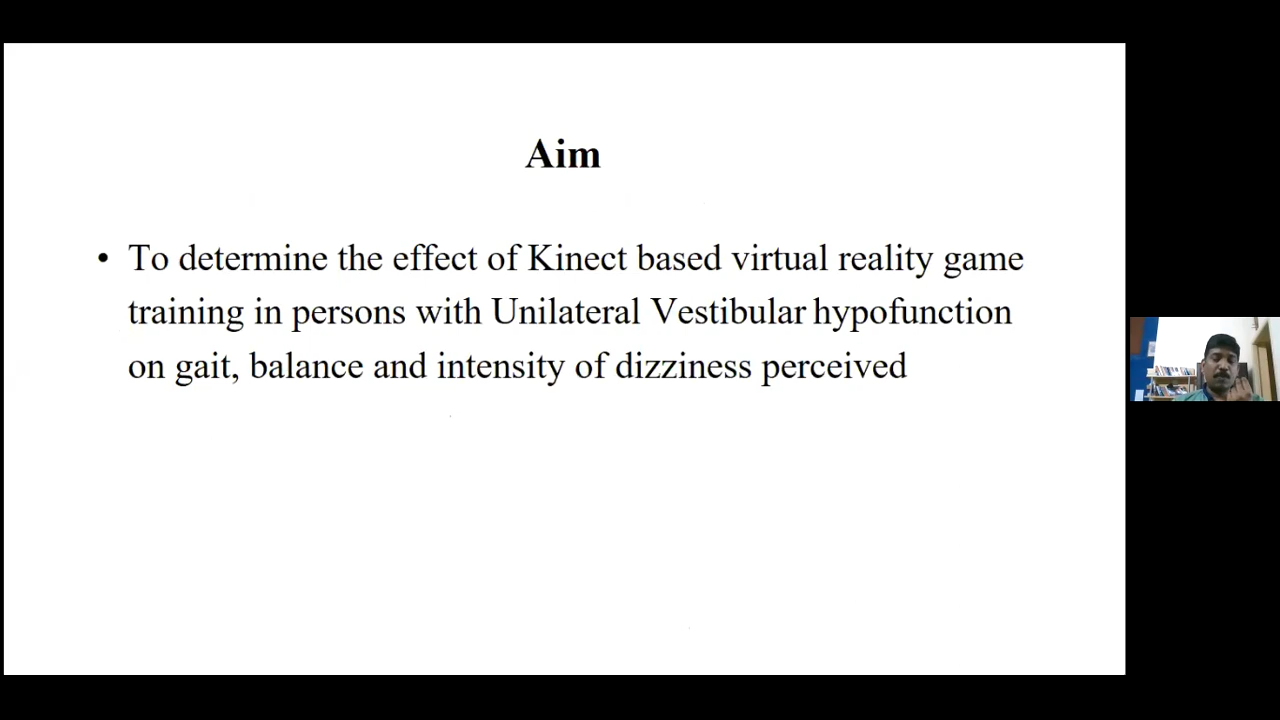 Aim
• To determine the effect of Kinect based virtual reality game
training in persons with Unilateral Vestibular hypofunction
on gait, balance and intensity of dizziness perceived